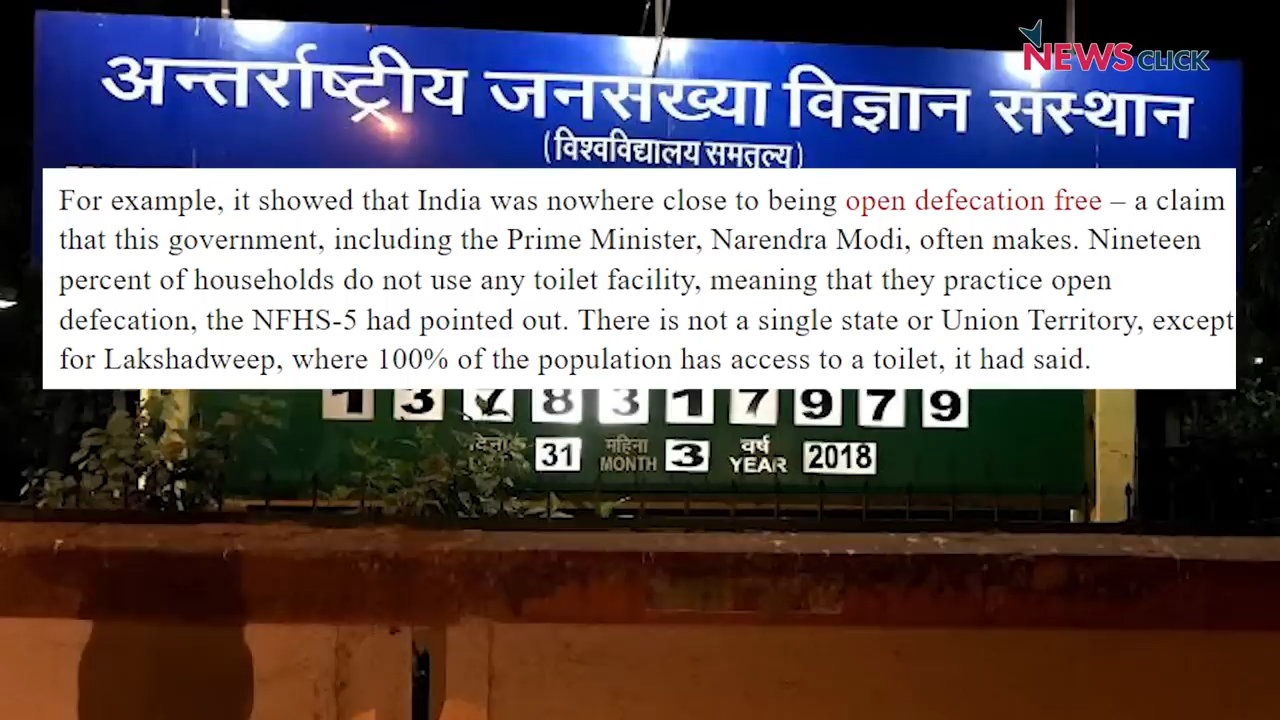 NEWS CLICK
अन्तर्राष्ट्रीय जनसंख्या विज्ञान संस्थान
(विश्वविद्यालय समतुल्य)
For example, it showed that India was nowhere close to being open defecation free – a claim
that this government, including the Prime Minister, Narendra Modi, often makes. Nineteen
percent of households do not use any toilet facility, meaning that they practice open
defecation, the NFHS-5 had pointed out. There is not a single state or Union Territory, except
for Lakshadweep, where 100% of the population has access to a toilet, it had said.
8 3 1 7 9 7 9
दिनांक 31 महिना 3 वर्ष 2018
MONTH YEAR